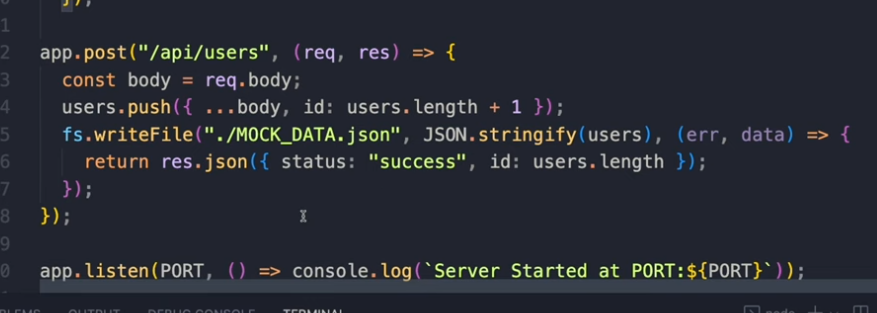 });
1
2 app.post("/api/users", (req, res) => {
3 const body = req.body;
4 users.push({ ...body, id: users.length + 1 });
5 fs.writeFile("./MOCK_DATA.json", JSON.stringify(users), (err, data) => {
6 return res.json({ status: "success", id: users.length });
7 });
8 });
9
0 app.listen(PORT, () => console.log(`Server Started at PORT:${PORT}`));
OUTPUT DEBUG CONSOLE TERMINAL node